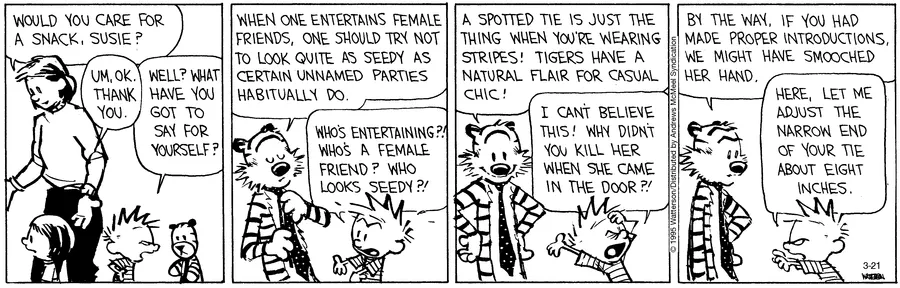 WOULD YOU CARE FOR
A SNACK, SUSIE?
UM, OK.
THANK
YOU.
WELL? WHAT
HAVE YOU
GOT TO
SAY FOR
YOURSELF?
WHEN ONE ENTERTAINS FEMALE
FRIENDS, ONE SHOULD TRY NOT
TO LOOK QUITE AS SEEDY AS
CERTAIN UNNAMED PARTIES
HABITUALLY DO.
WHO'S ENTERTAINING?!
WHO'S A FEMALE
FRIEND? WHO
LOOKS SEEDY?!
A SPOTTED TIE IS JUST THE
THING WHEN YOU'RE WEARING
STRIPES! TIGERS HAVE A
NATURAL FLAIR FOR CASUAL
CHIC!
I CAN'T BELIEVE
THIS! WHY DIDN'T
YOU KILL HER
WHEN SHE CAME
IN THE DOOR?!
© 1995 Watterson/Distributed by Andrews McMeel Syndication
BY THE WAY, IF YOU HAD
MADE PROPER INTRODUCTIONS,
WE MIGHT HAVE SMOOCHED
HER HAND.
HERE, LET ME
ADJUST THE
NARROW END
OF YOUR TIE
ABOUT EIGHT
INCHES.
3-21
WATTERSON